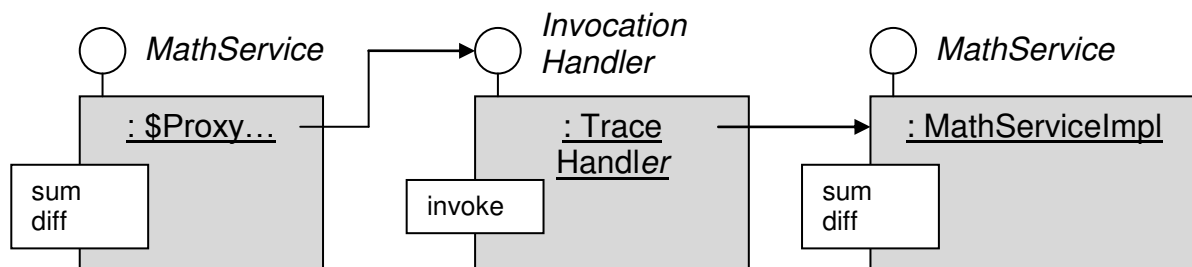 MathService
: $Proxy…
sum
diff
Invocation
Handler
: Trace
Handler
invoke
MathService
: MathServiceImpl
sum
diff